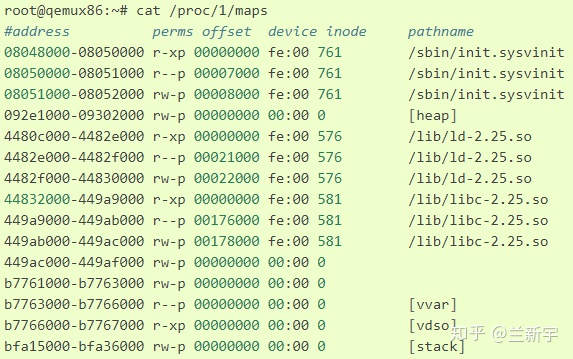 root@qemux86:~# cat /proc/1/maps
#address perms offset device inode pathname
08048000-08050000 r-xp 00000000 fe:00 761 /sbin/init.sysvinit
08050000-08051000 r--p 00007000 fe:00 761 /sbin/init.sysvinit
08051000-08052000 rw-p 00008000 fe:00 761 /sbin/init.sysvinit
092e1000-09302000 rw-p 00000000 00:00 0 [heap]
4480c000-4482e000 r-xp 00000000 fe:00 576 /lib/ld-2.25.so
4482e000-4482f000 r--p 00021000 fe:00 576 /lib/ld-2.25.so
4482f000-44830000 rw-p 00022000 fe:00 576 /lib/ld-2.25.so
44832000-449a9000 r-xp 00000000 fe:00 581 /lib/libc-2.25.so
449a9000-449ab000 r--p 00176000 fe:00 581 /lib/libc-2.25.so
449ab000-449ac000 rw-p 00178000 fe:00 581 /lib/libc-2.25.so
449ac000-449af000 rw-p 00000000 00:00 0
b7761000-b7763000 rw-p 00000000 00:00 0
b7763000-b7766000 r--p 00000000 00:00 0 [vvar]
b7766000-b7767000 r-xp 00000000 00:00 0 [vdso]
知乎 @兰新宇
bfa15000-bfa36000 rw-p 00000000 00:00 0 [stack]